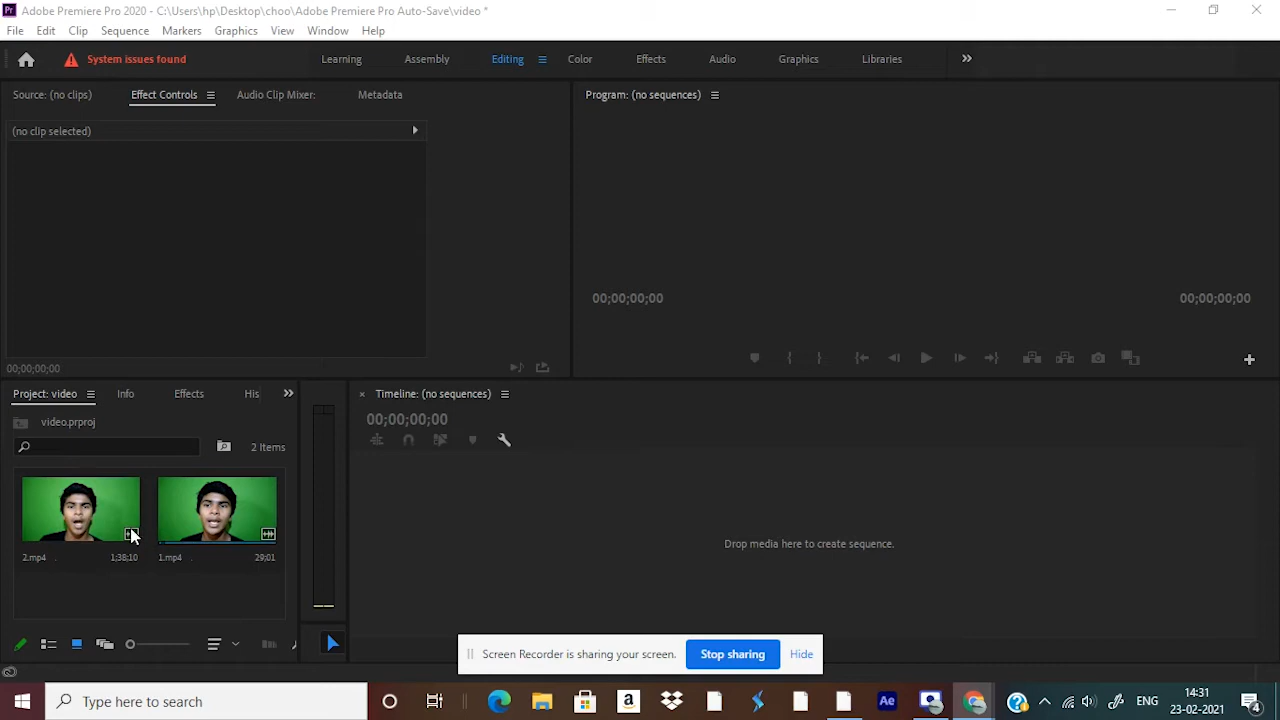 Pr Adobe Premiere Pro 2020 - C:\Users\hp\Desktop\choo\Adobe Premiere Pro Auto-Save\video *
File Edit Clip Sequence Markers Graphics View Window Help
System issues found Learning Assembly Editing Color Effects Audio Graphics Libraries
Source: (no clips) Effect Controls Audio Clip Mixer: Metadata
Program: (no sequences)
(no clip selected)
00;00;00;00 00;00;00;00
00;00;00;00
Project: video Info Effects His
Timeline: (no sequences)
00;00;00;00
video.prproj
2 Items
2.mp4 1;38;10 1.mp4 29;01
Drop media here to create sequence.
Screen Recorder is sharing your screen. Stop sharing Hide
Type here to search
a Ae ? ENG 14:31
23-02-2021 4